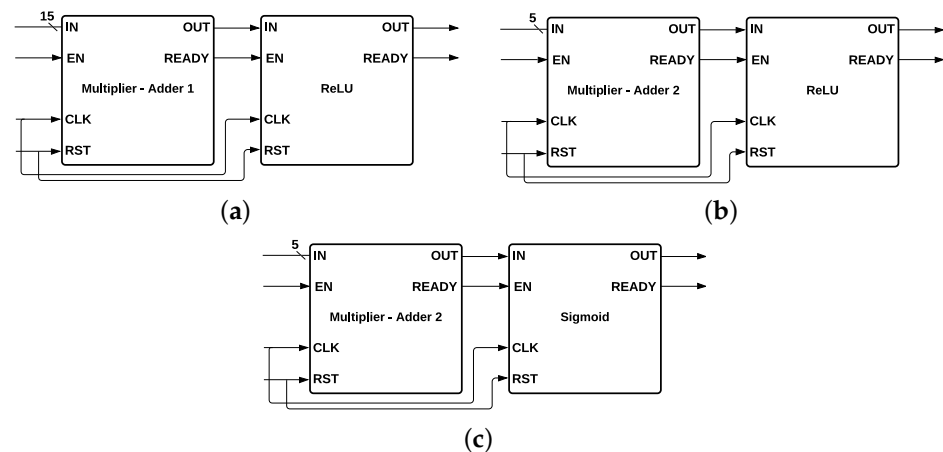 15 IN OUT IN OUT
EN READY EN READY
Multiplier - Adder 1 ReLU
CLK CLK
RST RST
(a)
5 IN OUT IN OUT
EN READY EN READY
Multiplier - Adder 2 ReLU
CLK CLK
RST RST
(b)
5 IN OUT IN OUT
EN READY EN READY
Multiplier - Adder 2 Sigmoid
CLK CLK
RST RST
(c)